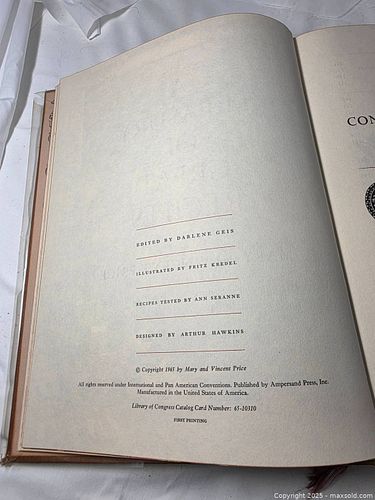 EDITED BY DARLENE GEIS
ILLUSTRATED BY FRITZ KREDEL
RECIPES TESTED BY ANN SERANNE
DESIGNED BY ARTHUR HAWKINS
© Copyright 1965 by Mary and Vincent Price
All rights reserved under International and Pan American Conventions. Published by Ampersand Press, Inc.
Manufactured in the United States of America.
Library of Congress Catalog Card Number: 65-20310
FIRST PRINTING
CON
Copyright © 2025 - maxsold.com